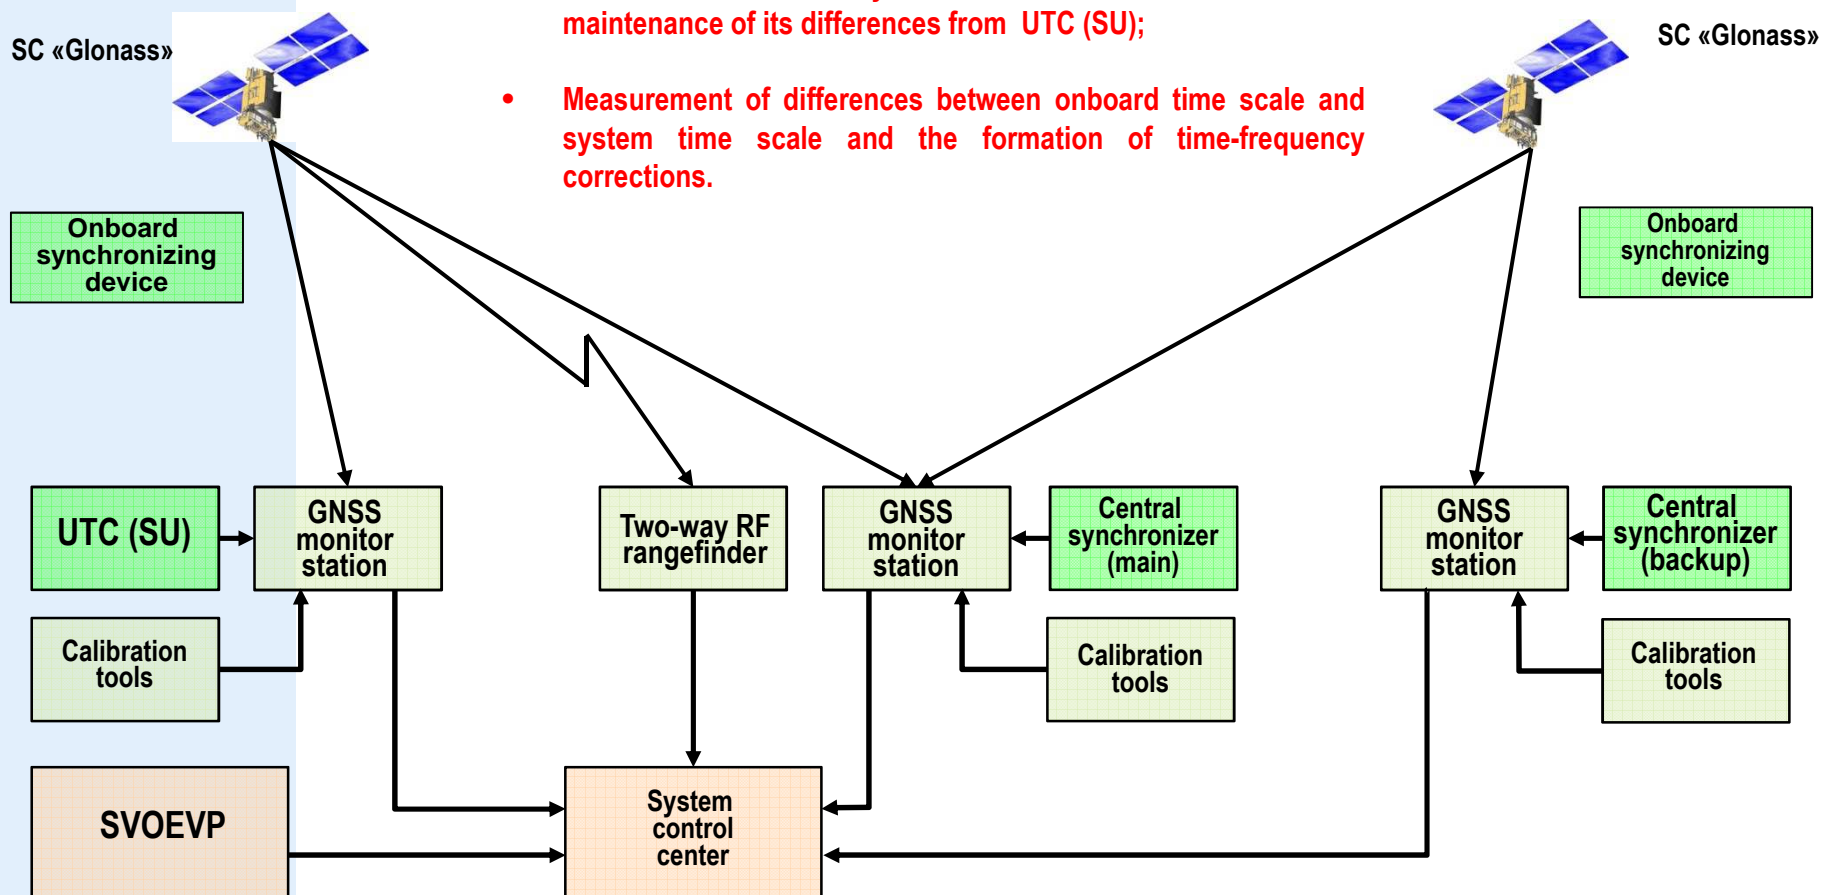 maintenance of its differences from UTC (SU);
SC «Glonass»
SC «Glonass»
• Measurement of differences between onboard time scale and
system time scale and the formation of time-frequency
corrections.
Onboard
synchronizing
device
Onboard
synchronizing
device
UTC (SU)
GNSS
monitor
station
Two-way RF
rangefinder
GNSS
monitor
station
Central
synchronizer
(main)
GNSS
monitor
station
Central
synchronizer
(backup)
Calibration
tools
Calibration
tools
Calibration
tools
SVOEVP
System
control
center